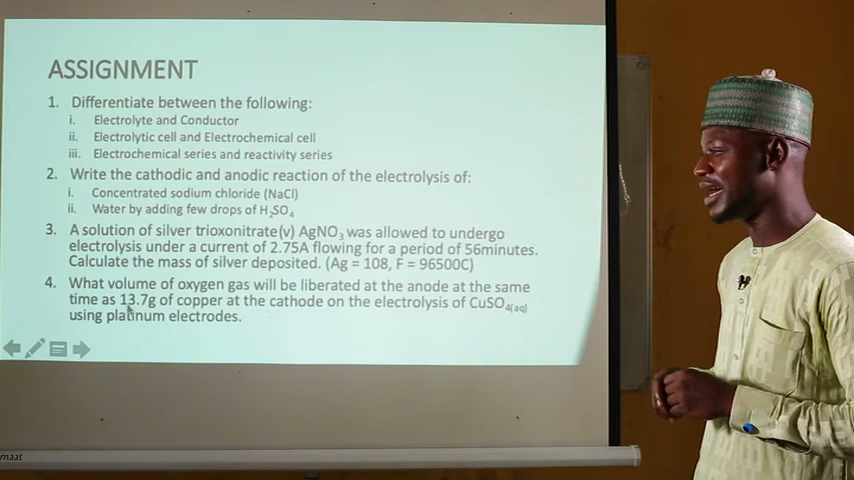 ASSIGNMENT
1. Differentiate between the following:
i. Electrolyte and Conductor
ii. Electrolytic cell and Electrochemical cell
iii. Electrochemical series and reactivity series
2. Write the cathodic and anodic reaction of the electrolysis of:
i. Concentrated sodium chloride (NaCl)
ii. Water by adding few drops of H₂SO₄
3. A solution of silver trioxonitrate(v) AgNO₃ was allowed to undergo
electrolysis under a current of 2.75A flowing for a period of 56minutes.
Calculate the mass of silver deposited. (Ag = 108, F = 96500C)
4. What volume of oxygen gas will be liberated at the anode at the same
time as 13.7g of copper at the cathode on the electrolysis of CuSO₄₍ₐq₎
using platinum electrodes.